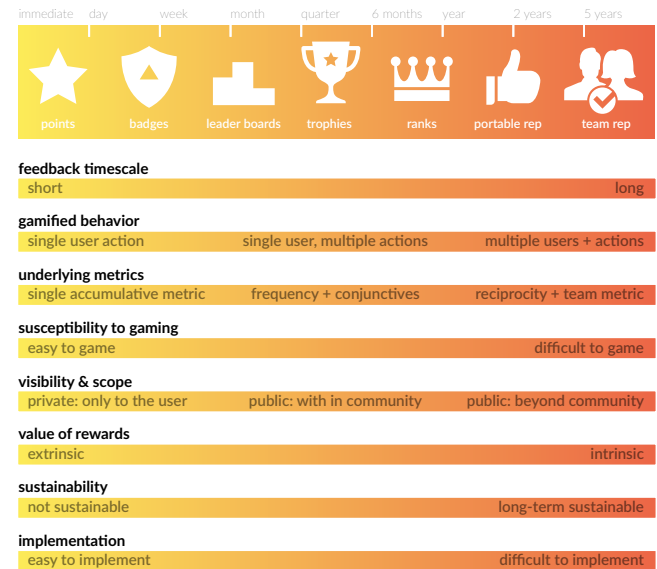 immediate day week month quarter 6 months year 2 years 5 years
points badges leader boards trophies ranks portable rep team rep
feedback timescale
short long
gamified behavior
single user action single user, multiple actions multiple users + actions
underlying metrics
single accumulative metric frequency + conjunctives reciprocity + team metric
susceptibility to gaming
easy to game difficult to game
visibility & scope
private: only to the user public: with in community public: beyond community
value of rewards
extrinsic intrinsic
sustainability
not sustainable long-term sustainable
implementation
easy to implement difficult to implement